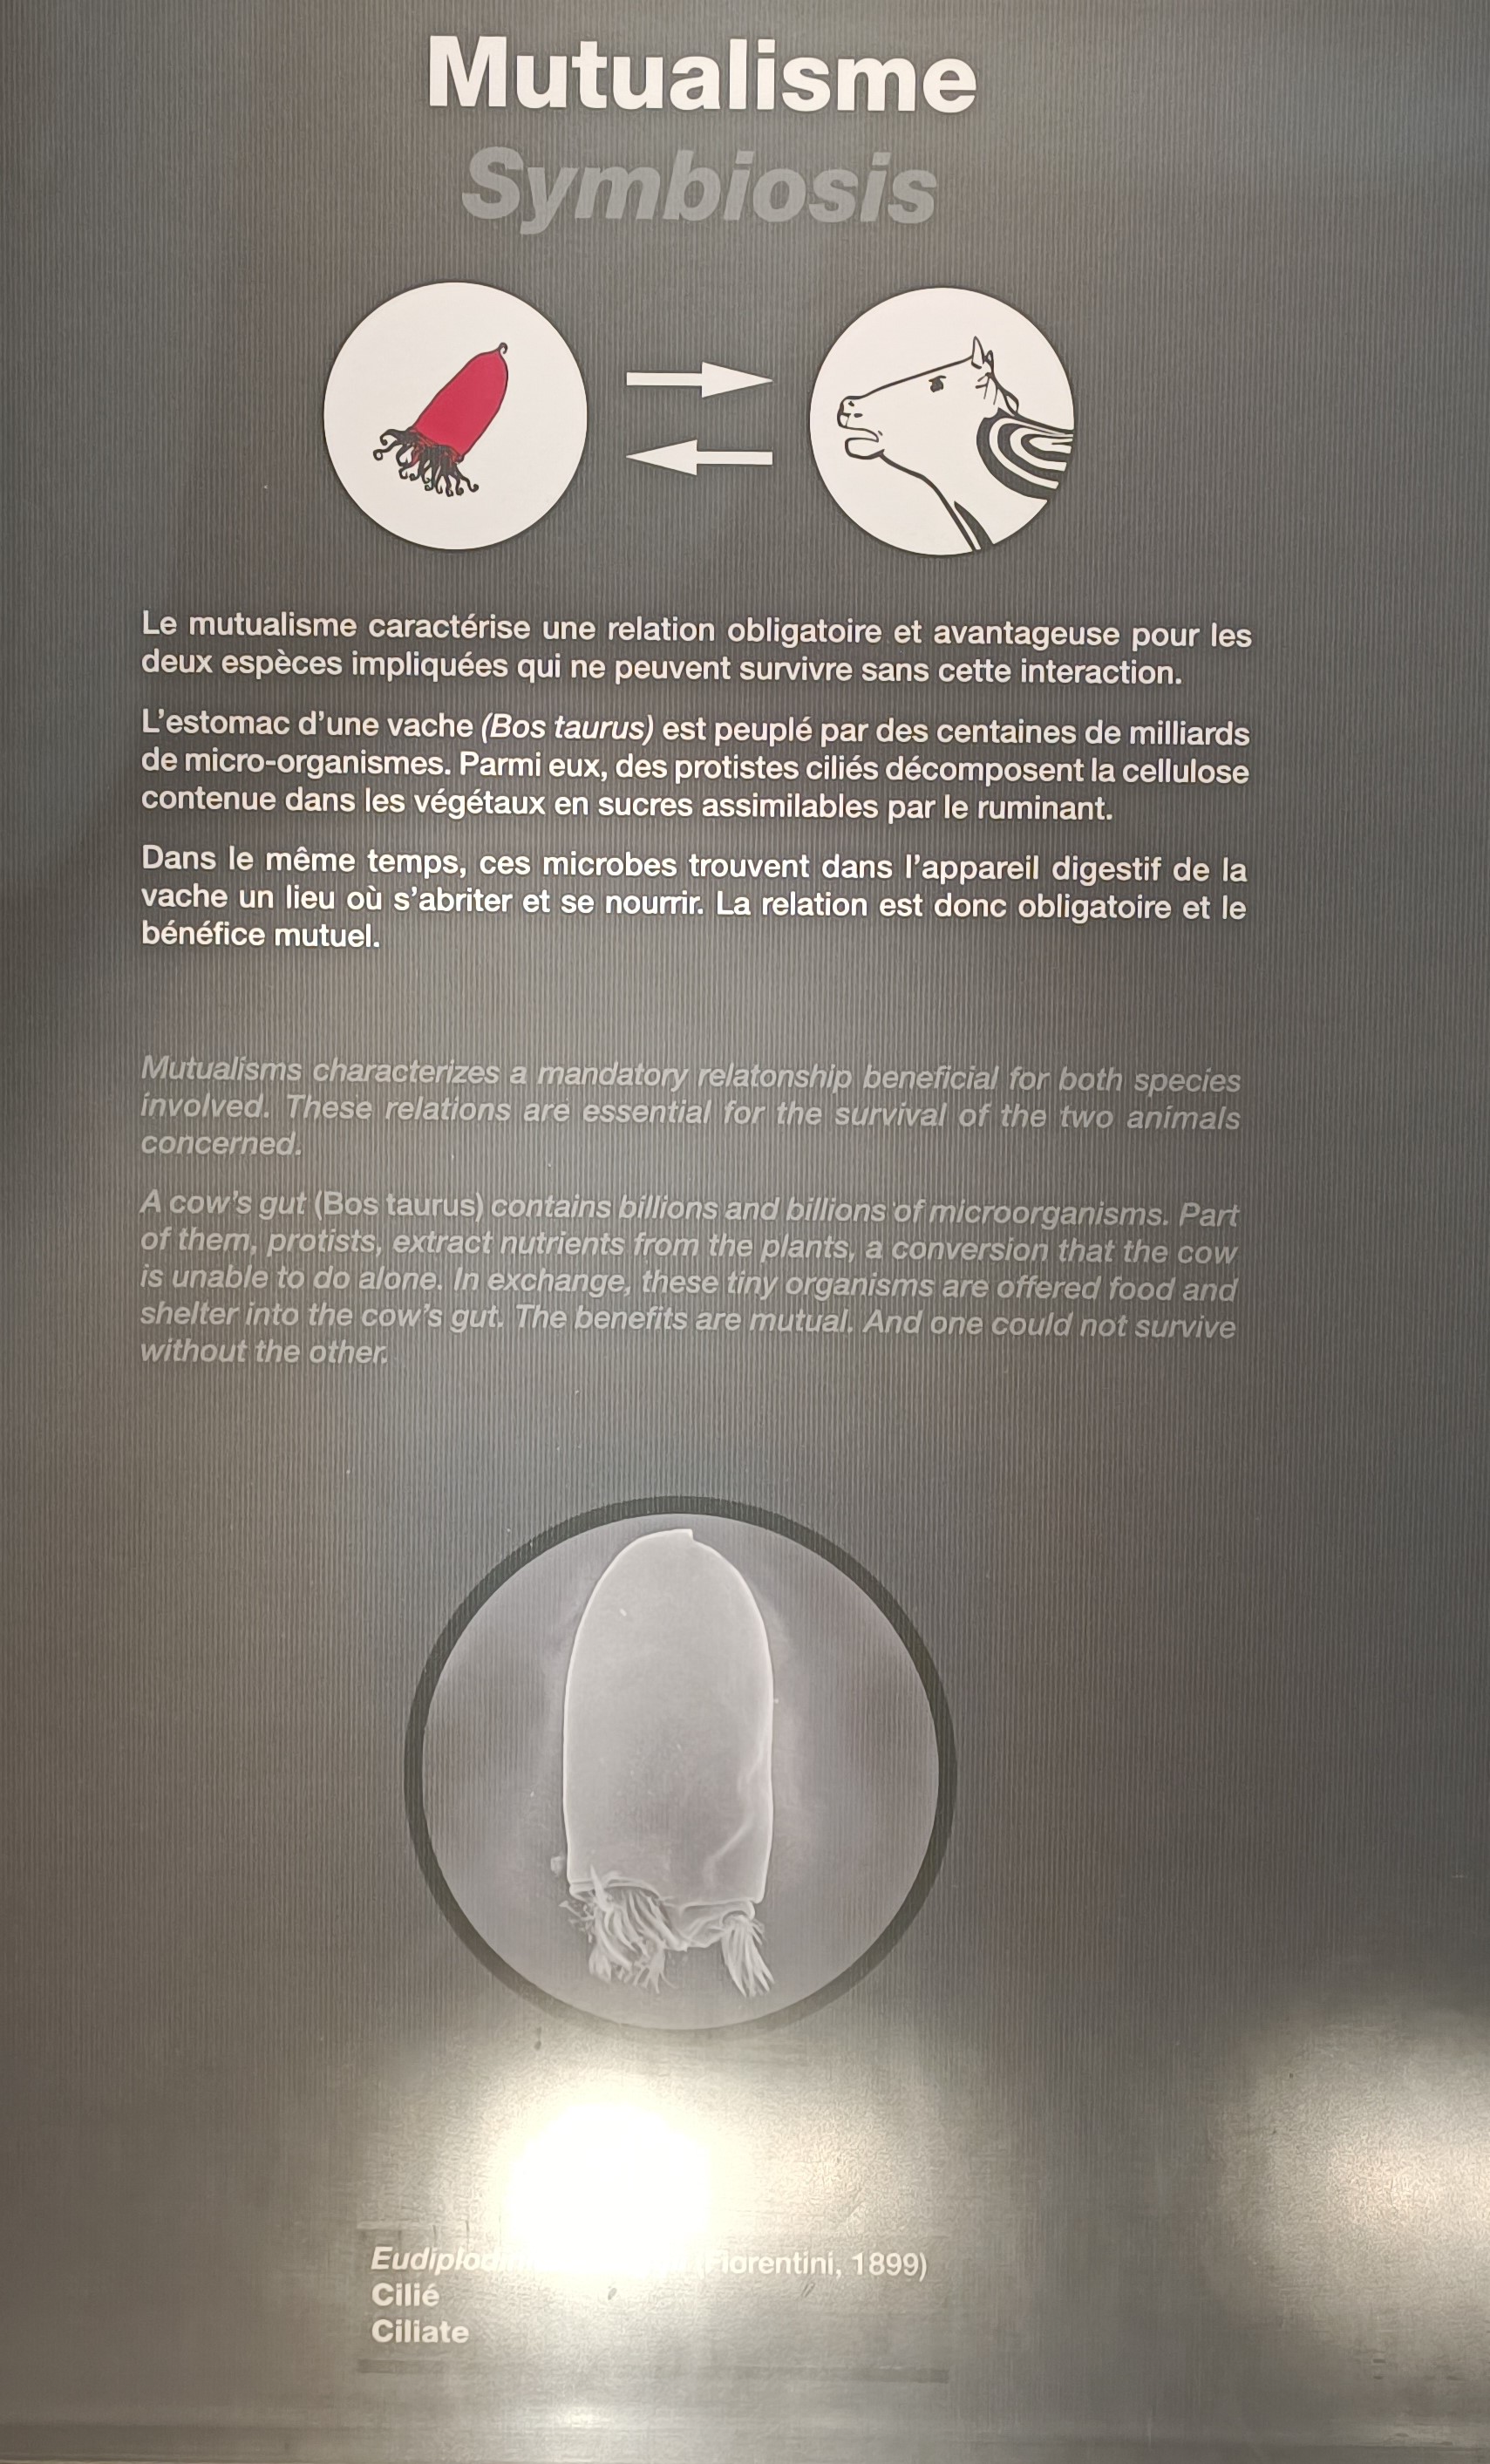 Mutualisme
Symbiosis
Le mutualisme caractérise une relation obligatoire et avantageuse pour les
deux espèces impliquées qui ne peuvent survivre sans cette interaction.
L'estomac d'une vache (Bos taurus) est peuplé par des centaines de milliards
de micro-organismes. Parmi eux, des protistes ciliés décomposent la cellulose
contenue dans les végétaux en sucres assimilables par le ruminant.
Dans le même temps, ces microbes trouvent dans l'appareil digestif de la
vache un lieu où s'abriter et se nourrir. La relation est donc obligatoire et le
bénéfice mutuel.
Mutualisms characterizes a mandatory relatonship beneficial for both species
involved. These relations are essential for the survival of the two animals
concerned.
A cow's gut (Bos taurus) contains billions and billions of microorganisms. Part
of them, protists, extract nutrients from the plants, a conversion that the cow
is unable to do alone. In exchange, these tiny organisms are offered food and
shelter into the cow's gut. The benefits are mutual. And one could not survive
without the other.
(Fiorentini, 1899)
Cilié
Ciliate